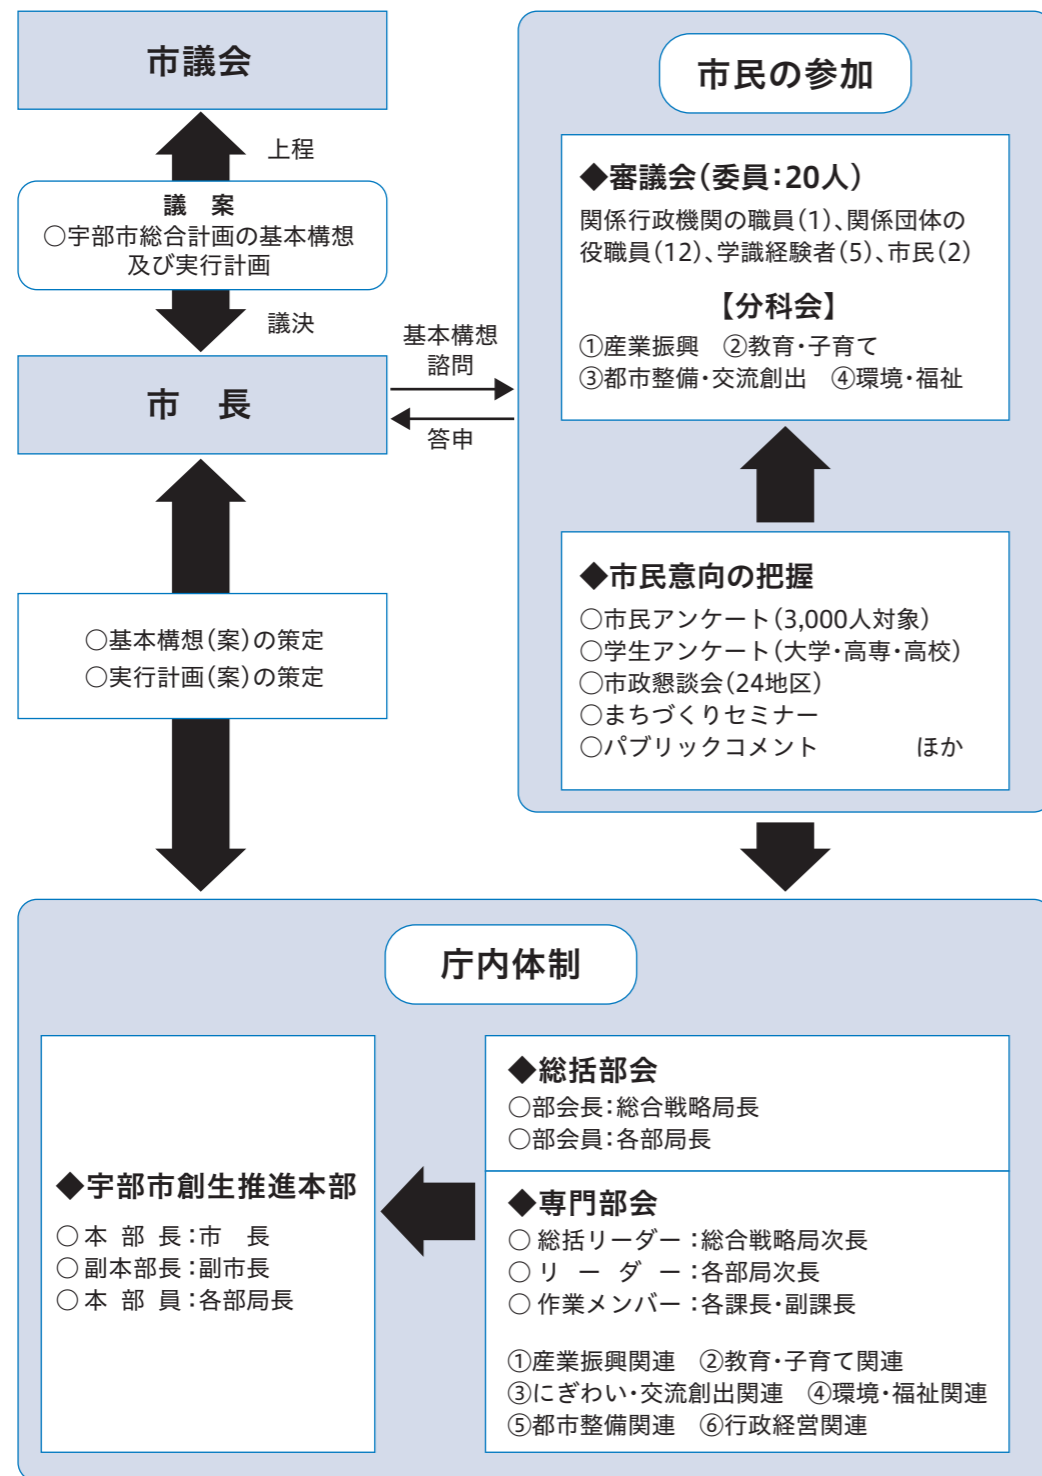 市議会
上程
議　案
○宇部市総合計画の基本構想
及び実行計画
議決
市　長
基本構想
諮問
答申
○基本構想(案)の策定
○実行計画(案)の策定
市民の参加
◆審議会(委員：20人)
関係行政機関の職員(1)、関係団体の
役職員(12)、学識経験者(5)、市民(2)
【分科会】
①産業振興　②教育・子育て
③都市整備・交流創出　④環境・福祉
◆市民意向の把握
○市民アンケート(3,000人対象)
○学生アンケート(大学・高専・高校)
○市政懇談会(24地区)
○まちづくりセミナー
○パブリックコメント　　　ほか
庁内体制
◆宇部市創生推進本部
○本 部 長：市　長
○副本部長：副市長
○本 部 員：各部局長
◆総括部会
○部会長：総合戦略局長
○部会員：各部局長
◆専門部会
○ 総括リーダー：総合戦略局次長
○ リ ー ダ ー：各部局次長
○ 作業メンバー：各課長・副課長
①産業振興関連　②教育・子育て関連
③にぎわい・交流創出関連　④環境・福祉関連
⑤都市整備関連　⑥行政経営関連